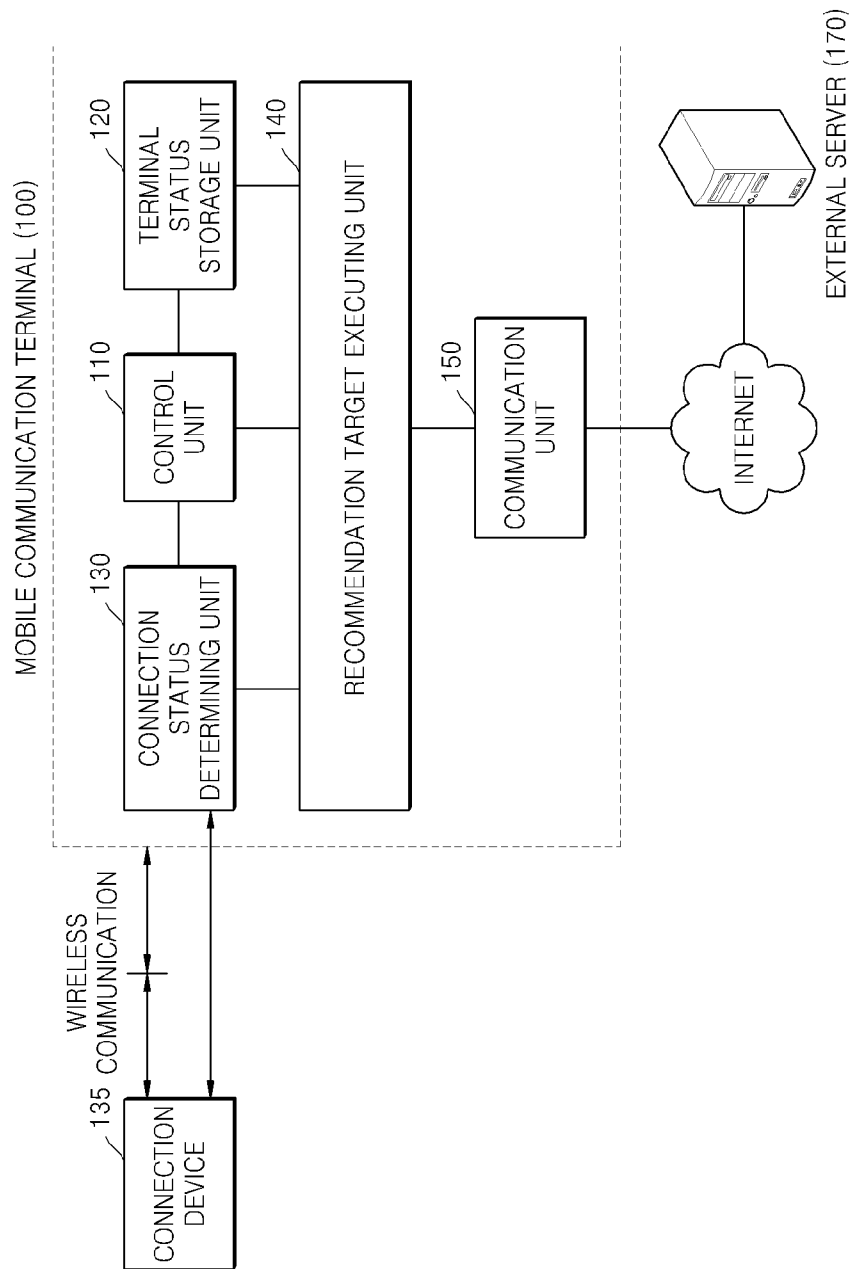 MOBILE COMMUNICATION TERMINAL (100)
135
CONNECTION
DEVICE
WIRELESS
COMMUNICATION
130
CONNECTION
STATUS
DETERMINING UNIT
110
CONTROL
UNIT
120
TERMINAL
STATUS
STORAGE UNIT
140
RECOMMENDATION TARGET EXECUTING UNIT
150
COMMUNICATION
UNIT
INTERNET
EXTERNAL SERVER (170)